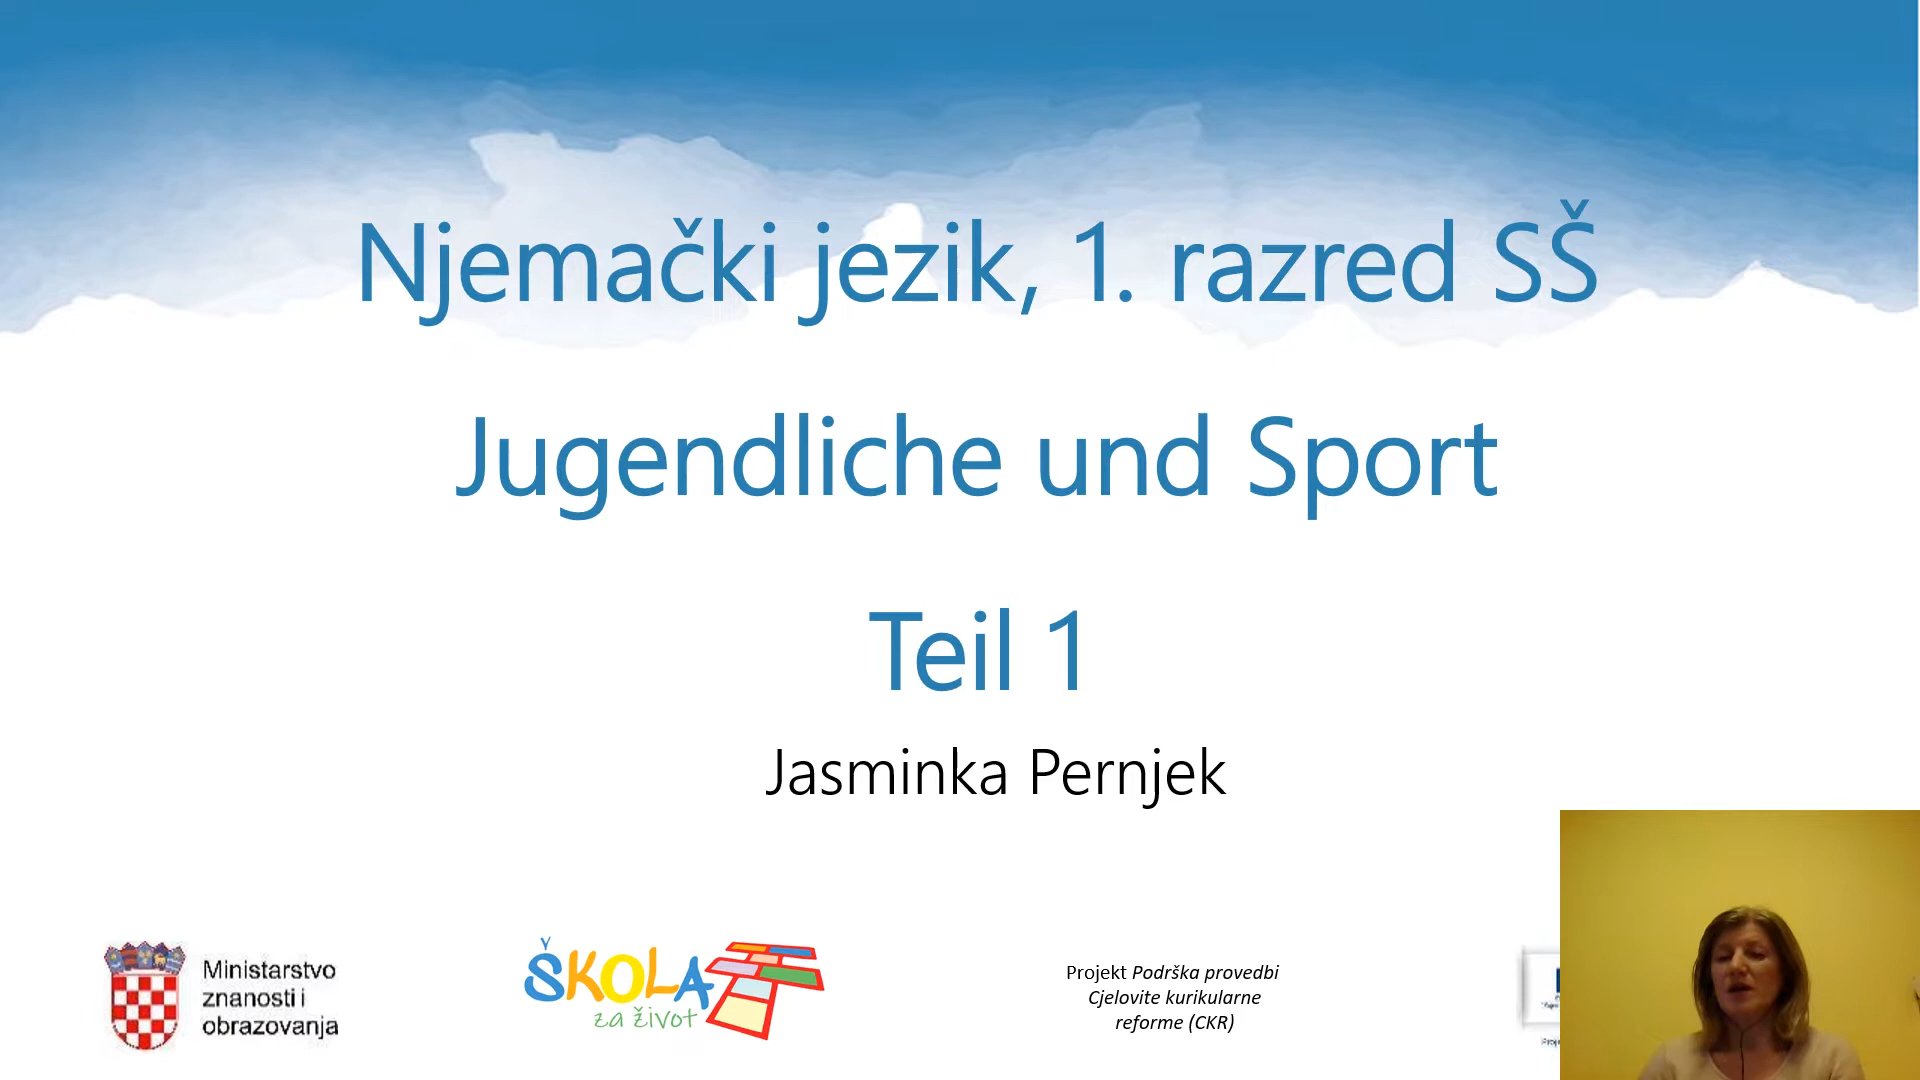 Njemački jezik, 1. razred SŠ
Jugendliche und Sport
Teil 1
Jasminka Pernjek
Ministarstvo
znanosti i
obrazovanja
ŠKOLA
za život
Projekt Podrška provedbi
Cjelovite kurikularne
reforme (CKR)